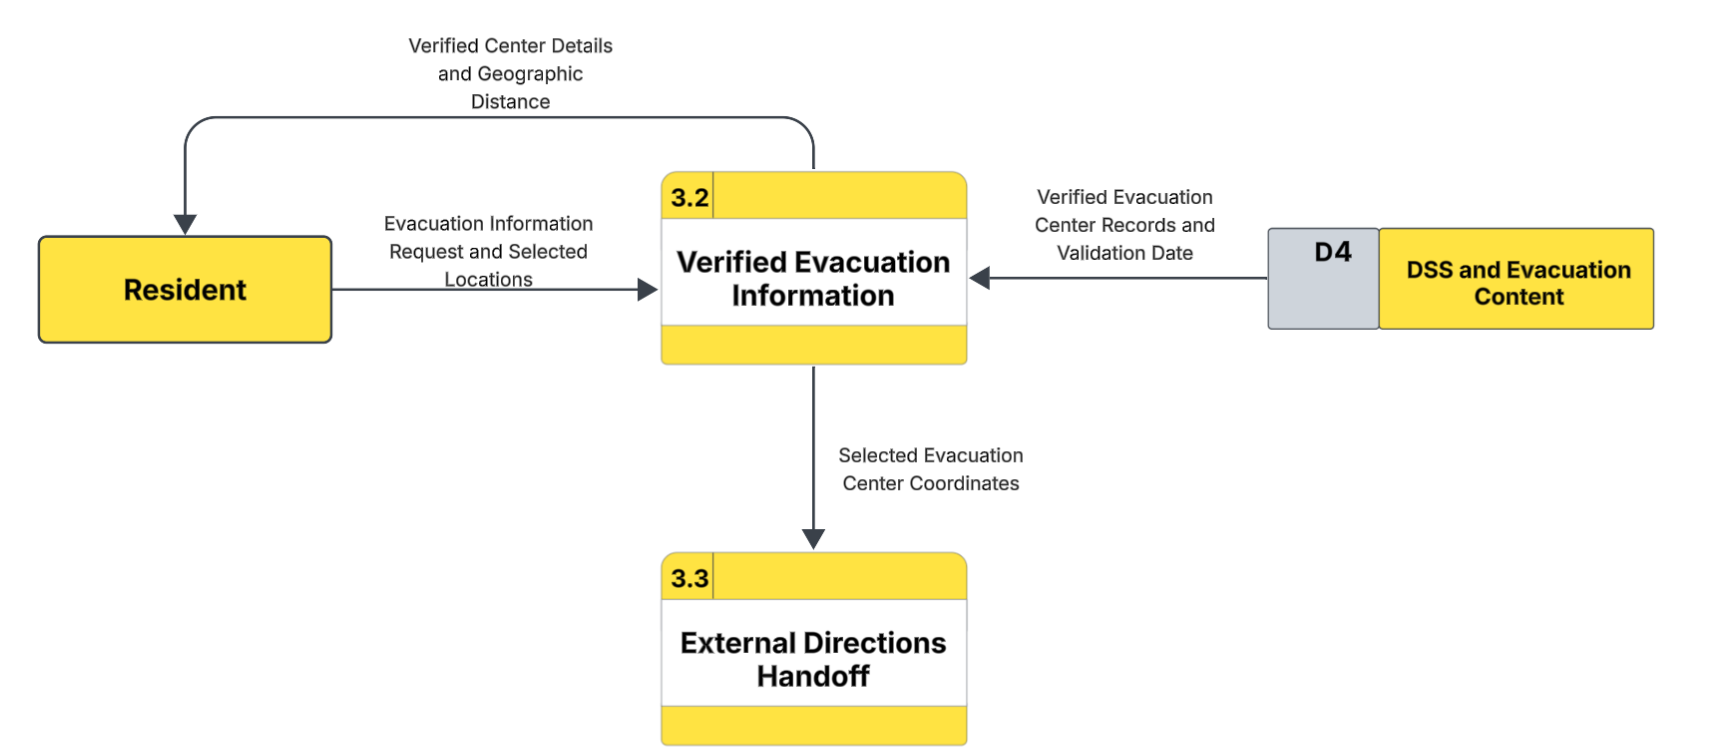 Verified Center Details
and Geographic
Distance
3.2
Verified Evacuation
Information
Evacuation Information
Request and Selected
Locations
Resident
Verified Evacuation
Center Records and
Validation Date
D4
DSS and Evacuation
Content
Selected Evacuation
Center Coordinates
3.3
External Directions
Handoff